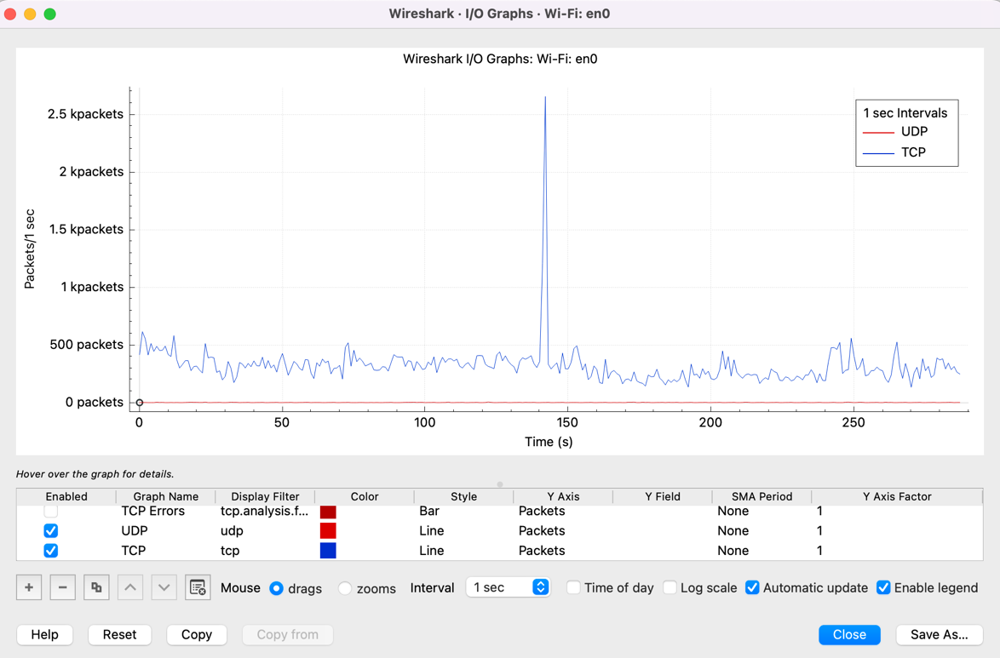 Wireshark · I/O Graphs · Wi-Fi: en0
Wireshark I/O Graphs: Wi-Fi: en0
2.5 kpackets
2 kpackets
1.5 kpackets
1 kpackets
500 packets
0 packets
Packets/1 sec
1 sec Intervals
UDP
TCP
0 50 100 150 200 250
Time (s)
Hover over the graph for details.
Enabled Graph Name Display Filter Color Style Y Axis Y Field SMA Period Y Axis Factor
TCP Errors tcp.analysis.f... Bar Packets None 1
UDP udp Line Packets None 1
TCP tcp Line Packets None 1
+ − Mouse drags zooms Interval 1 sec Time of day Log scale Automatic update Enable legend
Help Reset Copy Copy from Close Save As...